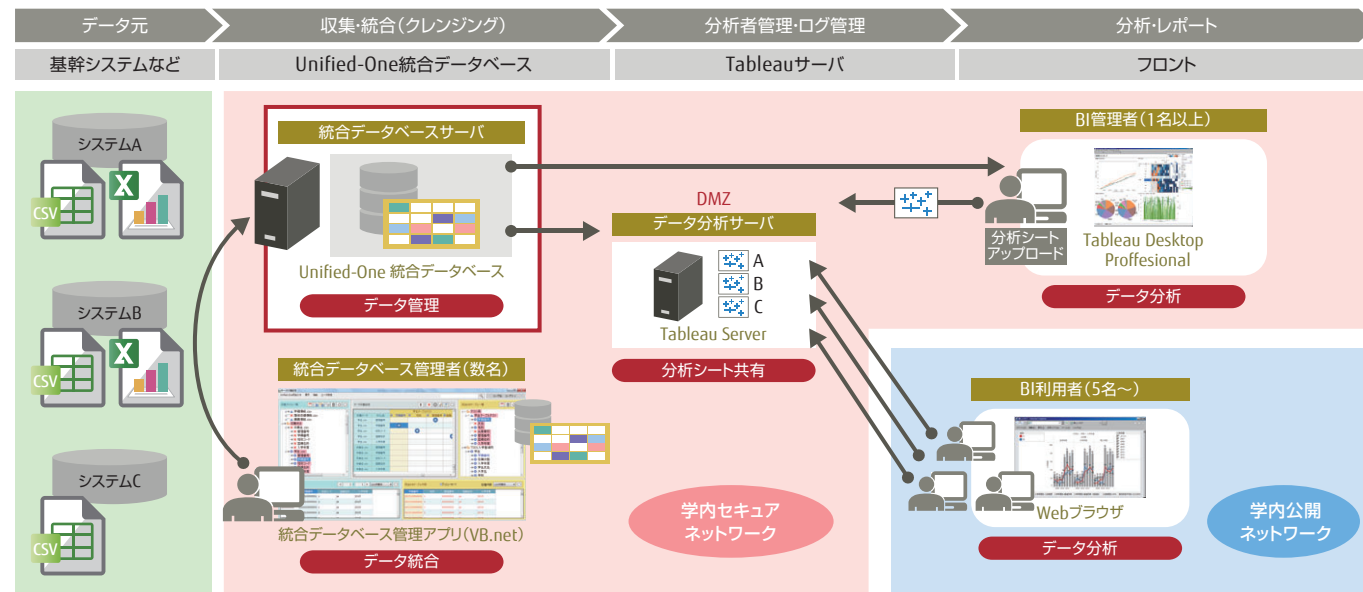 データ元
収集・統合（クレンジング）
分析者管理・ログ管理
分析・レポート
基幹システムなど
Unified-One統合データベース
Tableauサーバ
フロント
システムA
CSV
X
システムB
CSV
X
システムC
CSV
統合データベースサーバ
Unified-One 統合データベース
データ管理
統合データベース管理者（数名）
統合データベース管理アプリ（VB.net）
データ統合
DMZ
データ分析サーバ
A
B
C
Tableau Server
分析シート共有
学内セキュア
ネットワーク
BI管理者（1名以上）
分析シート
アップロード
Tableau Desktop
Proffesional
データ分析
BI利用者（5名～）
Webブラウザ
データ分析
学内公開
ネットワーク